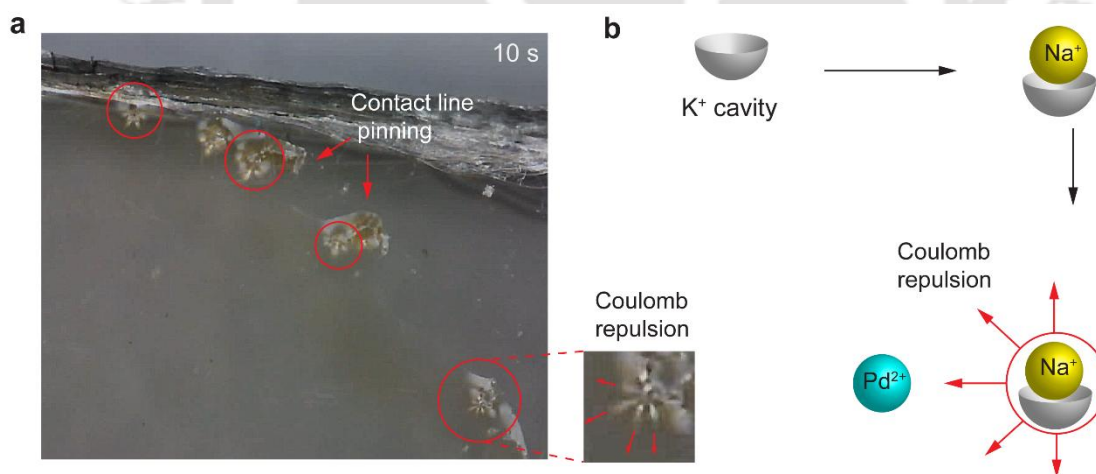 a
10 s
Contact line
pinning
Coulomb
repulsion
b
K⁺ cavity
Na⁺
Coulomb
repulsion
Pd²⁺
Na⁺